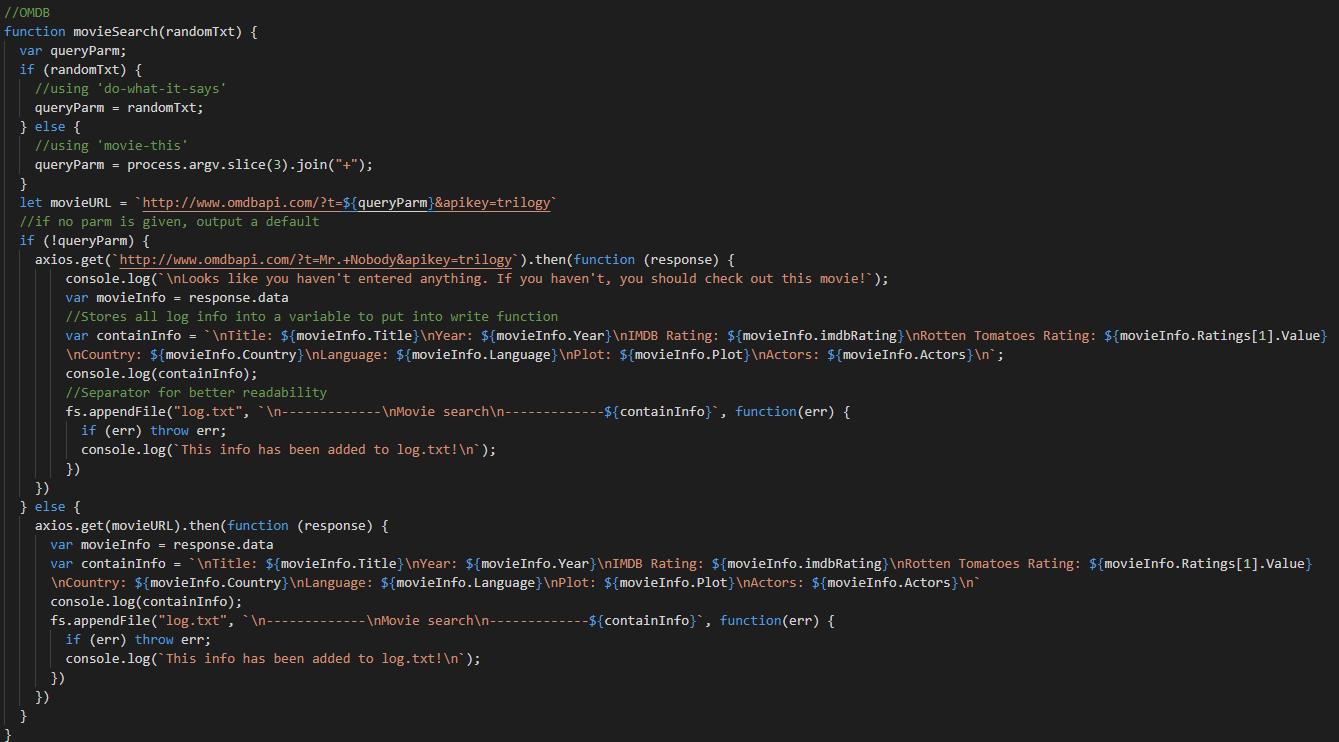 //OMDB
function movieSearch(randomTxt) {
  var queryParm;
  if (randomTxt) {
    //using 'do-what-it-says'
    queryParm = randomTxt;
  } else {
    //using 'movie-this'
    queryParm = process.argv.slice(3).join("+");
  }
  let movieURL = `http://www.omdbapi.com/?t=${queryParm}&apikey=trilogy`
  //if no parm is given, output a default
  if (!queryParm) {
    axios.get(`http://www.omdbapi.com/?t=Mr.+Nobody&apikey=trilogy`).then(function (response) {
        console.log(`\nLooks like you haven't entered anything. If you haven't, you should check out this movie!`);
        var movieInfo = response.data
        //Stores all log info into a variable to put into write function
        var containInfo = `\nTitle: ${movieInfo.Title}\nYear: ${movieInfo.Year}\nIMDB Rating: ${movieInfo.imdbRating}\nRotten Tomatoes Rating: ${movieInfo.Ratings[1].Value}
        \nCountry: ${movieInfo.Country}\nLanguage: ${movieInfo.Language}\nPlot: ${movieInfo.Plot}\nActors: ${movieInfo.Actors}\n`;
        console.log(containInfo);
        //Separator for better readability
        fs.appendFile("log.txt", `\n-------------\nMovie search\n-------------${containInfo}`, function(err) {
          if (err) throw err;
          console.log(`This info has been added to log.txt!\n`);
        })
    })
  } else {
    axios.get(movieURL).then(function (response) {
      var movieInfo = response.data
      var containInfo = `\nTitle: ${movieInfo.Title}\nYear: ${movieInfo.Year}\nIMDB Rating: ${movieInfo.imdbRating}\nRotten Tomatoes Rating: ${movieInfo.Ratings[1].Value}
      \nCountry: ${movieInfo.Country}\nLanguage: ${movieInfo.Language}\nPlot: ${movieInfo.Plot}\nActors: ${movieInfo.Actors}\n`
      console.log(containInfo);
      fs.appendFile("log.txt", `\n-------------\nMovie search\n-------------${containInfo}`, function(err) {
        if (err) throw err;
        console.log(`This info has been added to log.txt!\n`);
      })
    })
  }
}